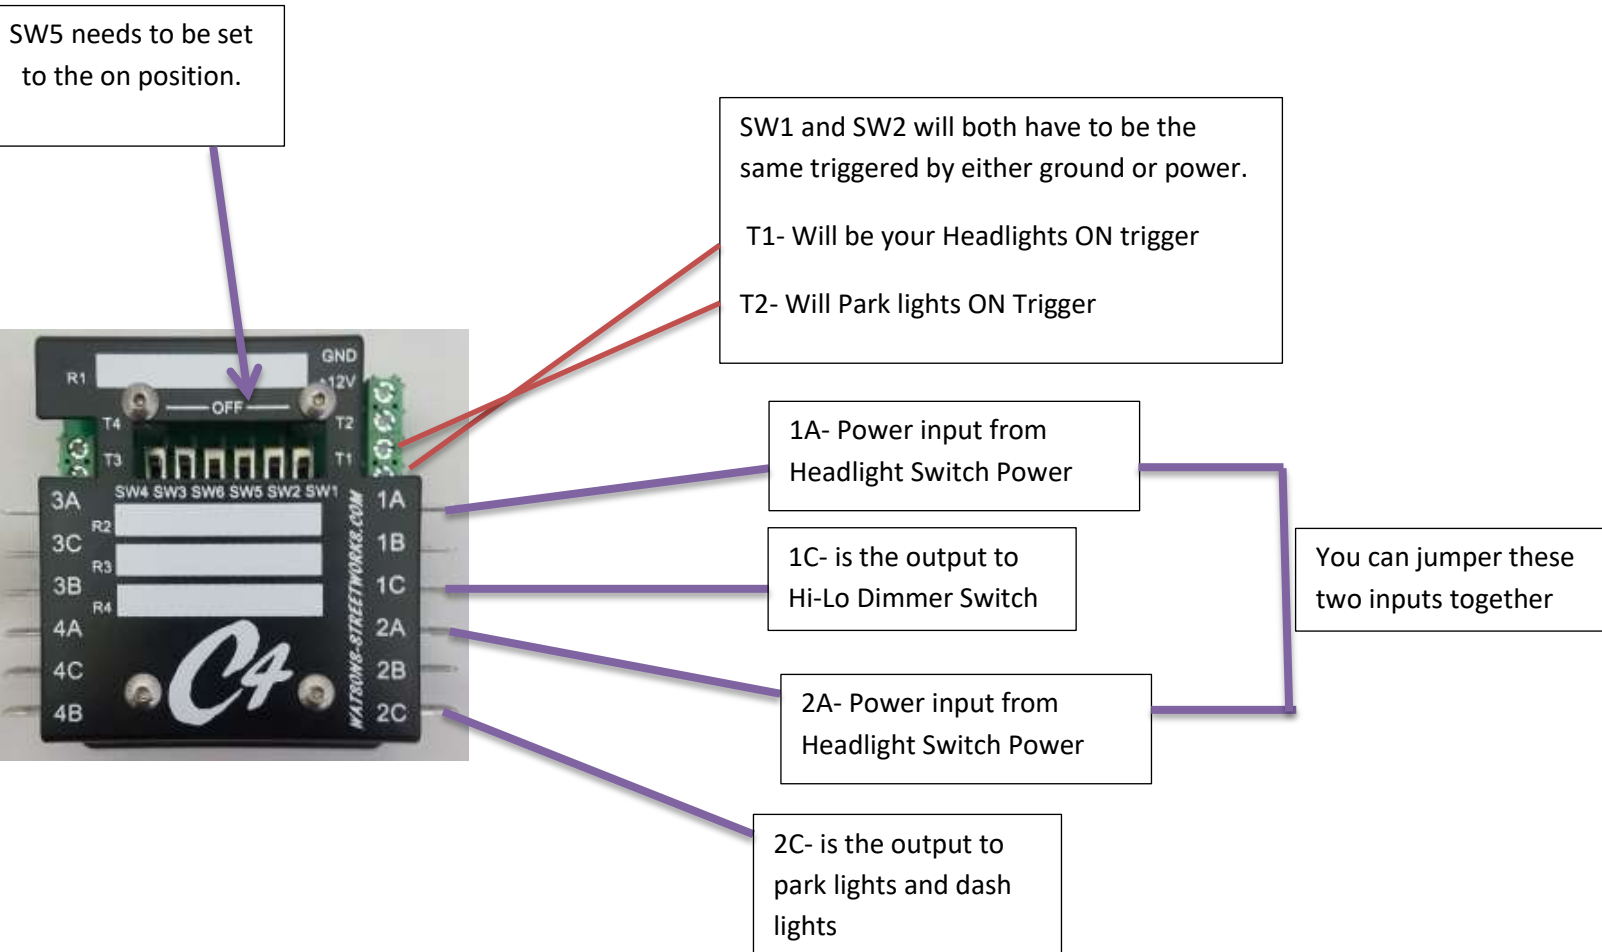 SW5 needs to be set
to the on position.
SW1 and SW2 will both have to be the
same triggered by either ground or power.
T1- Will be your Headlights ON trigger
T2- Will Park lights ON Trigger
GND
R1
+12V
OFF
T4
T2
T3
T1
SW4 SW3 SW6 SW5 SW2 SW1
3A
1A
R2
3C
1B
R3
3B
1C
R4
4A
2A
4C
2B
4B
2C
C4
WATSONS-STREETWORKS.COM
1A- Power input from
Headlight Switch Power
1C- is the output to
Hi-Lo Dimmer Switch
You can jumper these
two inputs together
2A- Power input from
Headlight Switch Power
2C- is the output to
park lights and dash
lights